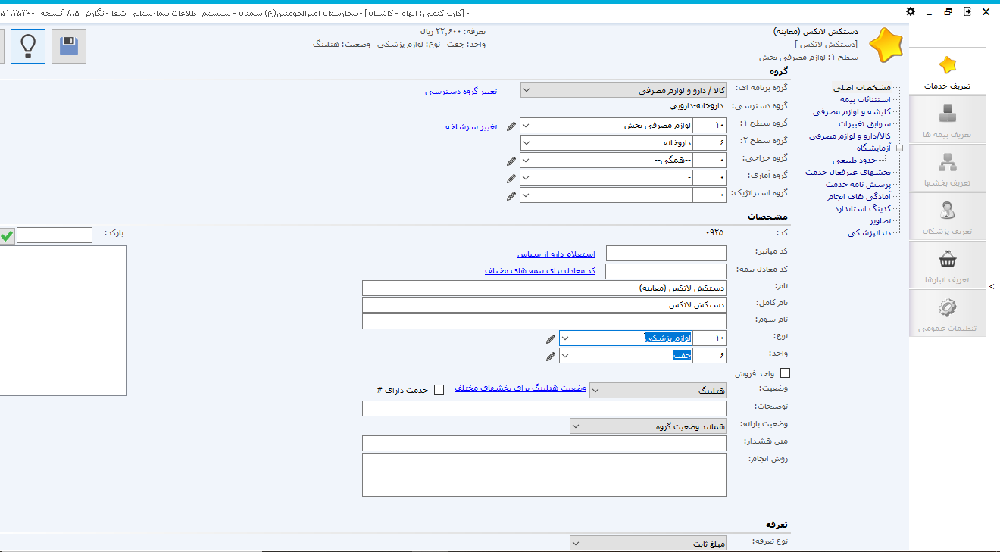 - [کاربر کنونی: الهام - کاشیان] - بیمارستان امیرالمومنین(ع) سمنان - سیستم اطلاعات بیمارستانی شفا - نگارش ۸٫۵ [نسخه: ۵۱٫۲۵۳۰۰
دستکش لاتکس (معاینه)
[دستکش لاتکس ]
سطح ۱: لوازم مصرفی بخش
تعرفه: ۲۲,۶۰۰ ریال
واحد: جفت نوع: لوازم پزشکی وضعیت: هتلینگ
تعریف خدمات
تعریف بیمه ها
تعریف بخشها
تعریف پزشکان
تعریف انبارها
تنظیمات عمومی
<
مشخصات اصلی
استثنائات بیمه
کلیشه و لوازم مصرفی
سوابق تغییرات
کالا/دارو و لوازم مصرفی
آزمایشگاه
حدود طبیعی
بخشهای غیرفعال خدمت
پرسش نامه خدمت
آمادگی های انجام
کدینگ استاندارد
تصاویر
دندانپزشکی
گروه
گروه برنامه ای: کالا / دارو و لوازم مصرفی تغییر گروه دسترسی
گروه دسترسی: داروخانه-دارویی
گروه سطح ۱: ۱۰ لوازم مصرفی بخش تغییر سرشاخه
گروه سطح ۲: ۶ داروخانه
گروه جراحی: ۰ --همگی--
گروه آماری: ۰ -
گروه استراتژیک: ۰ -
مشخصات
کد: ۰۹۲۵ بارکد:
کد میانبر: استعلام دارو از سپاس
کد معادل بیمه: کد معادل برای بیمه های مختلف
نام: دستکش لاتکس (معاینه)
نام کامل: دستکش لاتکس
نام سوم:
نوع: ۱۰ لوازم پزشکی
واحد: ۶ جفت
واحد فروش
وضعیت: هتلینگ وضعیت هتلینگ برای بخشهای مختلف خدمت دارای #
توضیحات:
وضعیت یارانه: همانند وضعیت گروه
متن هشدار:
روش انجام:
تعرفه
نوع تعرفه: مبلغ ثابت